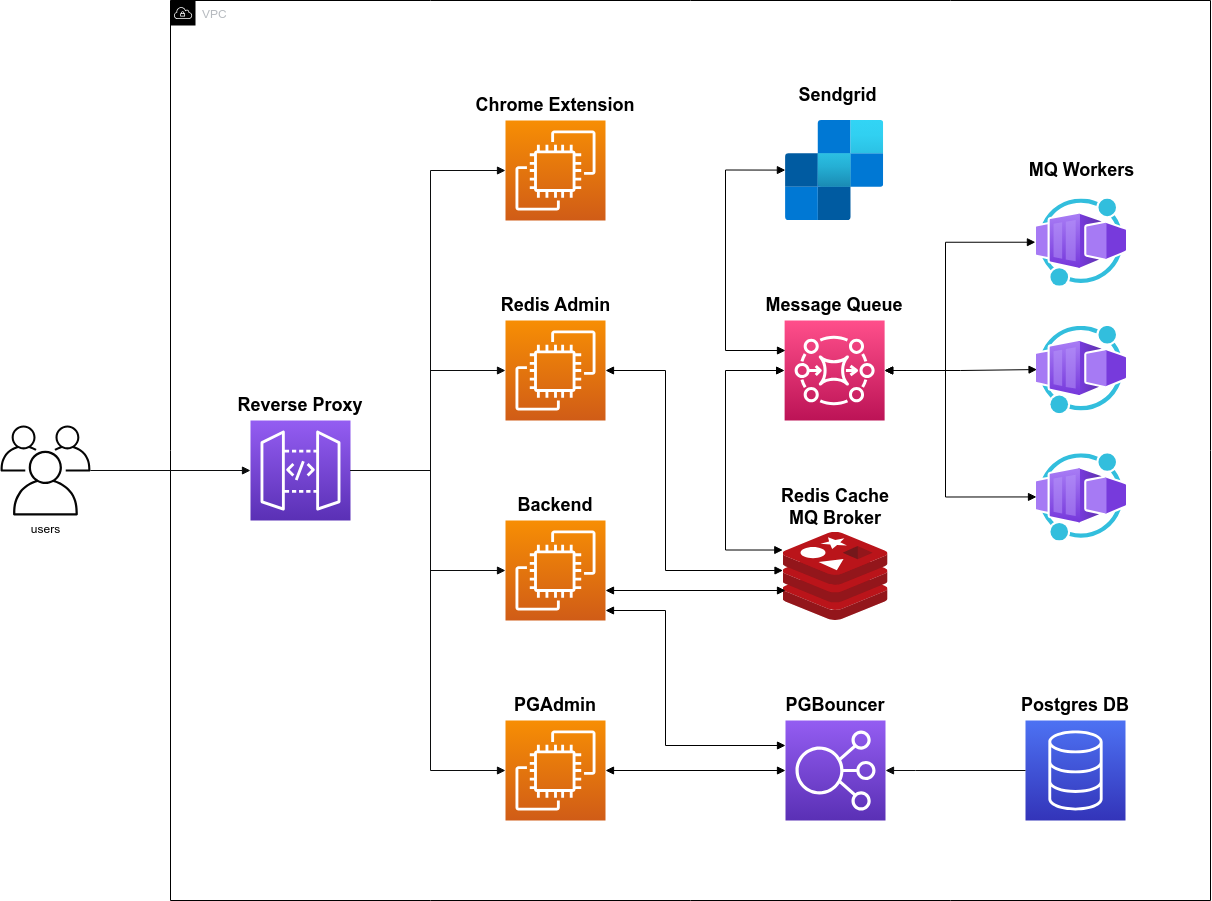 VPC
Chrome Extension
Sendgrid
MQ Workers
Redis Admin
Message Queue
Reverse Proxy
users
Backend
Redis Cache
MQ Broker
PGAdmin
PGBouncer
Postgres DB